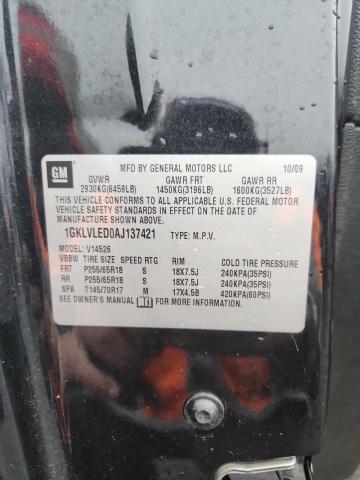 GM
MFD BY GENERAL MOTORS LLC 10/09
GVWR GAWR FRT GAWR RR
2930KG(6459LB) 1450KG(3196LB) 1600KG(3527LB)
THIS VEHICLE CONFORMS TO ALL APPLICABLE
U.S. FEDERAL MOTOR VEHICLE SAFETY AND THEFT
PREVENTION STANDARDS IN EFFECT ON THE DATE OF
MANUFACTURE SHOWN ABOVE.
1GKLVLED0AJ137421 TYPE: M.P.V.
MODEL: V14526
VBBW TIRE SIZE SPEED RTG RIM COLD TIRE PRESSURE
FRT P255/65R18 S 18X7.5J 240KPA(35PSI)
RR P255/65R18 S 18X7.5J 240KPA(35PSI)
SPA T145/70R17 M 17X4.5B 420KPA(60PSI)
SEE OWNER'S MANUAL FOR ADDITIONAL INFORMATION.